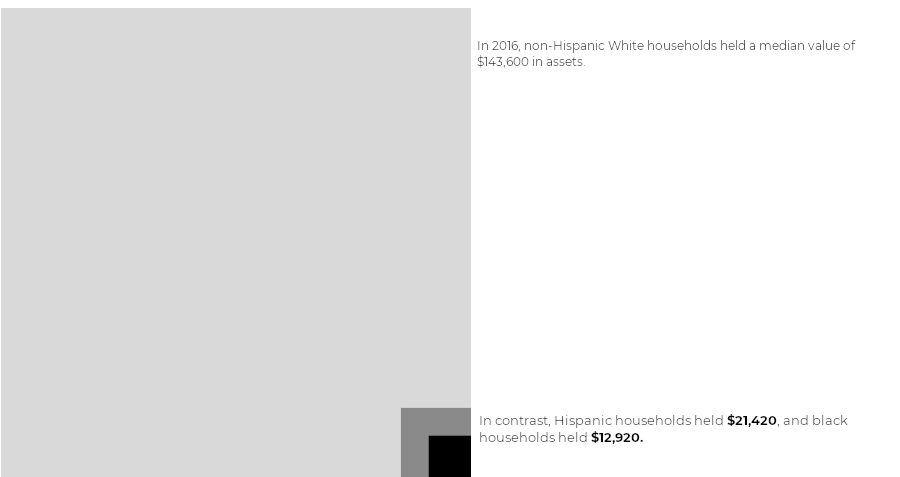 In 2016, non-Hispanic White households held a median value of
$143,600 in assets.
In contrast, Hispanic households held $21,420, and black
households held $12,920.